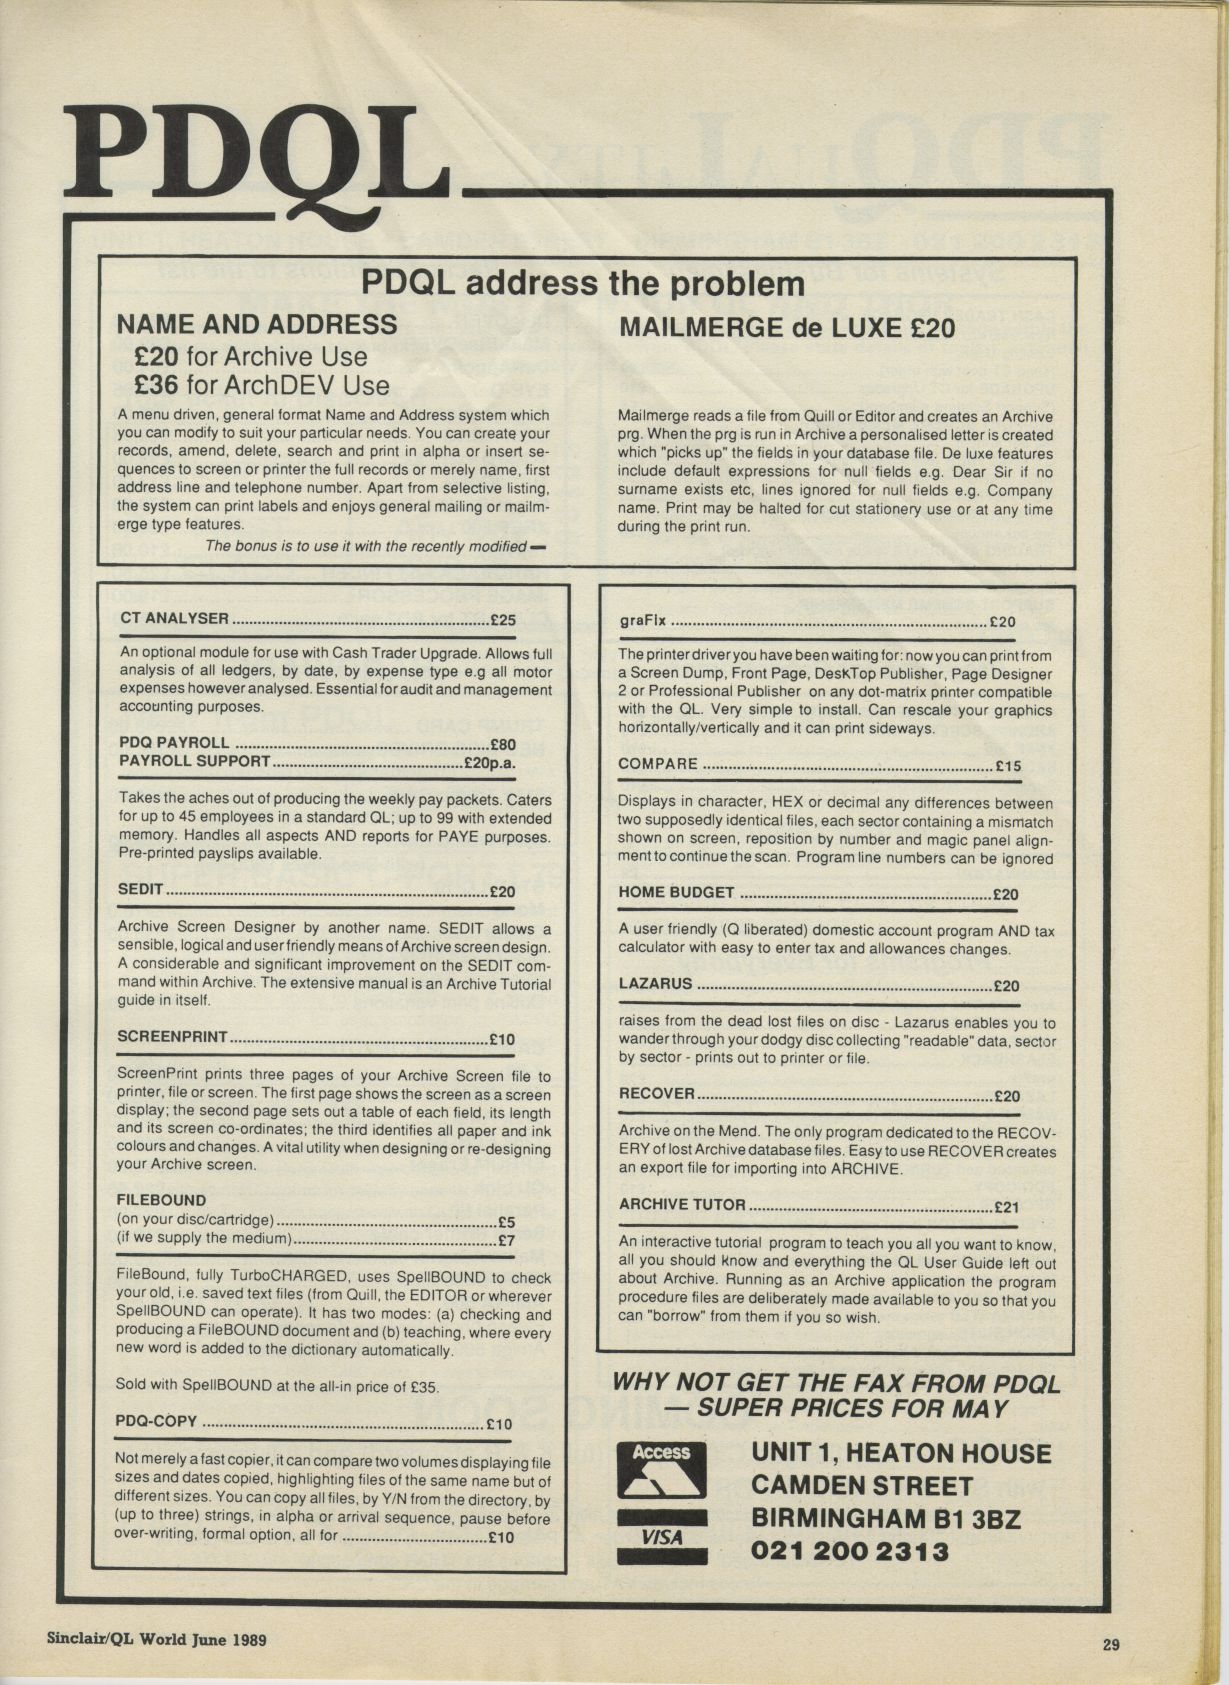 PDQL
PDQL address the problem
NAME AND ADDRESS
£20 for Archive Use
£36 for ArchDEV Use
A menu driven, general format Name and Address system which
you can modify to suit your particular needs. You can create your
records, amend, delete, search and print in alpha or insert se-
quences to screen or printer the full records or merely name, first
address line and telephone number. Apart from selective listing,
the system can print labels and enjoys general mailing or mailm-
erge type features.
The bonus is to use it with the recently modified —
MAILMERGE de LUXE £20
Mailmerge reads a file from Quill or Editor and creates an Archive
prg. When the prg is run in Archive a personalised letter is created
which "picks up" the fields in your database file. De luxe features
include default expressions for null fields e.g. Dear Sir if no
surname exists etc, lines ignored for null fields e.g. Company
name. Print may be halted for cut stationery use or at any time
during the print run.
CT ANALYSER ............ £25
An optional module for use with Cash Trader Upgrade. Allows full
analysis of all ledgers, by date, by expense type e.g all motor
expenses however analysed. Essential for audit and management
accounting purposes.
PDQ PAYROLL ............ £80
PAYROLL SUPPORT ............ £20p.a.
Takes the aches out of producing the weekly pay packets. Caters
for up to 45 employees in a standard QL; up to 99 with extended
memory. Handles all aspects AND reports for PAYE purposes.
Pre-printed payslips available.
SEDIT ............ £20
Archive Screen Designer by another name. SEDIT allows a
sensible, logical and user friendly means of Archive screen design.
A considerable and significant improvement on the SEDIT com-
mand within Archive. The extensive manual is an Archive Tutorial
guide in itself.
SCREENPRINT ............ £10
ScreenPrint prints three pages of your Archive Screen file to
printer, file or screen. The first page shows the screen as a screen
display; the second page sets out a table of each field, its length
and its screen co-ordinates; the third identifies all paper and ink
colours and changes. A vital utility when designing or re-designing
your Archive screen.
FILEBOUND
(on your disc/cartridge) ............ £5
(if we supply the medium) ............ £7
FileBound, fully TurboCHARGED, uses SpellBOUND to check
your old, i.e. saved text files (from Quill, the EDITOR or wherever
SpellBOUND can operate). It has two modes: (a) checking and
producing a FileBOUND document and (b) teaching, where every
new word is added to the dictionary automatically.
Sold with SpellBOUND at the all-in price of £35.
PDQ-COPY ............ £10
Not merely a fast copier, it can compare two volumes displaying file
sizes and dates copied, highlighting files of the same name but of
different sizes. You can copy all files, by Y/N from the directory, by
(up to three) strings, in alpha or arrival sequence, pause before
over-writing, formal option, all for ............ £10
graFix ............ £20
The printer driver you have been waiting for: now you can print from
a Screen Dump, Front Page, DesKTop Publisher, Page Designer
2 or Professional Publisher on any dot-matrix printer compatible
with the QL. Very simple to install. Can rescale your graphics
horizontally/vertically and it can print sideways.
COMPARE ............ £15
Displays in character, HEX or decimal any differences between
two supposedly identical files, each sector containing a mismatch
shown on screen, reposition by number and magic panel align-
ment to continue the scan. Program line numbers can be ignored
HOME BUDGET ............ £20
A user friendly (Q liberated) domestic account program AND tax
calculator with easy to enter tax and allowances changes.
LAZARUS ............ £20
raises from the dead lost files on disc - Lazarus enables you to
wander through your dodgy disc collecting "readable" data, sector
by sector - prints out to printer or file.
RECOVER ............ £20
Archive on the Mend. The only program dedicated to the RECOV-
ERY of lost Archive database files. Easy to use RECOVER creates
an export file for importing into ARCHIVE.
ARCHIVE TUTOR ............ £21
An interactive tutorial program to teach you all you want to know,
all you should know and everything the QL User Guide left out
about Archive. Running as an Archive application the program
procedure files are deliberately made available to you so that you
can "borrow" from them if you so wish.
WHY NOT GET THE FAX FROM PDQL
— SUPER PRICES FOR MAY
Access
VISA
UNIT 1, HEATON HOUSE
CAMDEN STREET
BIRMINGHAM B1 3BZ
021 200 2313
Sinclair/QL World June 1989
29